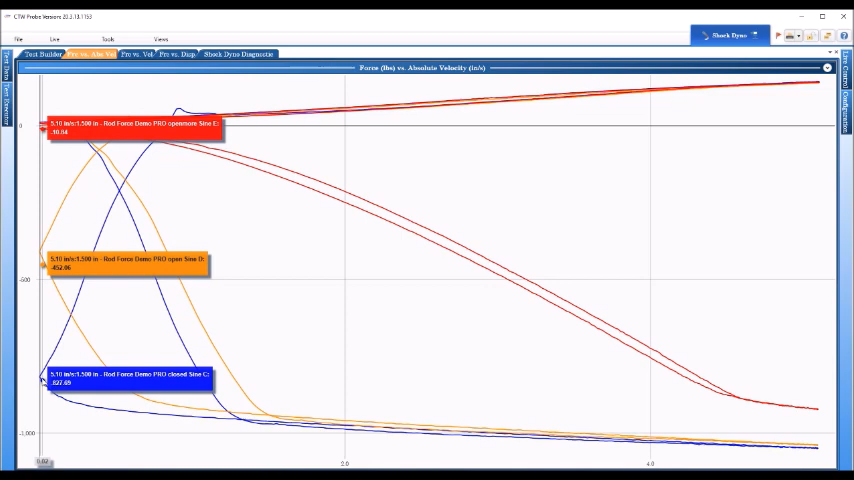 CTW Probe Version: 20.3.13.1153
File Live Tools Views
Shock Dyno
Test Builder Frc vs. Abs Vel Frc vs. Vel Frc vs. Disp Shock Dyno Diagnostic
Test Data
Test Executor
Live Control
Configuration
Force (lbs) vs. Absolute Velocity (in/s)
0
5.10 in/s:1.500 in - Rod Force Demo PRO openmore Sine E:
-10.84
5.10 in/s:1.500 in - Rod Force Demo PRO open Sine D:
-452.06
-500
5.10 in/s:1.500 in - Rod Force Demo PRO closed Sine C:
-827.69
-1,000
0.02
2.0
4.0